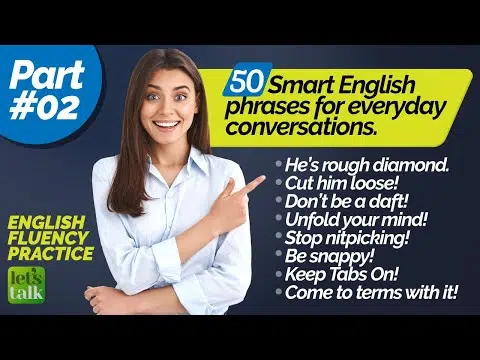 Part
#02
50 Smart English
phrases for everyday
conversations.
He's rough diamond.
Cut him loose!
Don't be a daft!
Unfold your mind!
Stop nitpicking!
Be snappy!
Keep Tabs On!
Come to terms with it!
ENGLISH
FLUENCY
PRACTICE
let's
talk